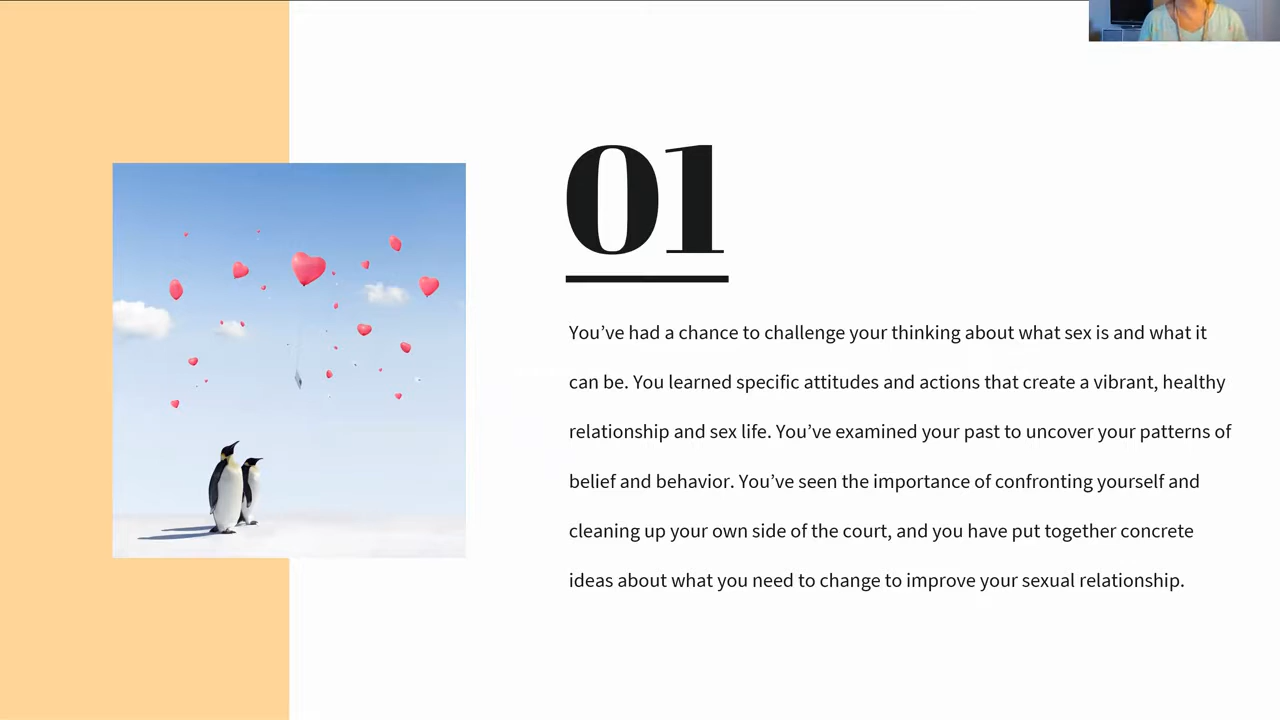 01
You’ve had a chance to challenge your thinking about what sex is and what it
can be. You learned specific attitudes and actions that create a vibrant, healthy
relationship and sex life. You’ve examined your past to uncover your patterns of
belief and behavior. You’ve seen the importance of confronting yourself and
cleaning up your own side of the court, and you have put together concrete
ideas about what you need to change to improve your sexual relationship.